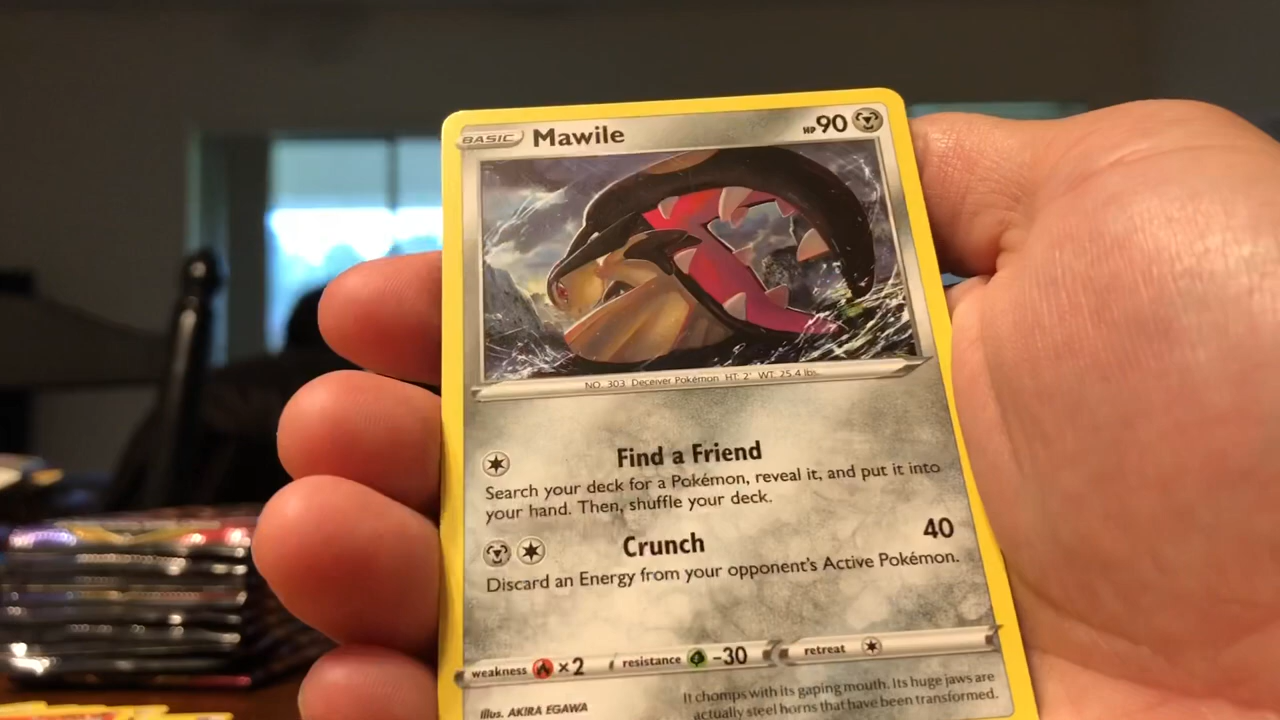 BASIC Mawile HP 90
NO. 303 Deceiver Pokémon HT: 2' WT: 25.4 lbs.
Find a Friend
Search your deck for a Pokémon, reveal it, and put it into
your hand. Then, shuffle your deck.
Crunch 40
Discard an Energy from your opponent's Active Pokémon.
weakness ×2 resistance -30 retreat
Illus. AKIRA EGAWA
It chomps with its gaping mouth. Its huge jaws are
actually steel horns that have been transformed.